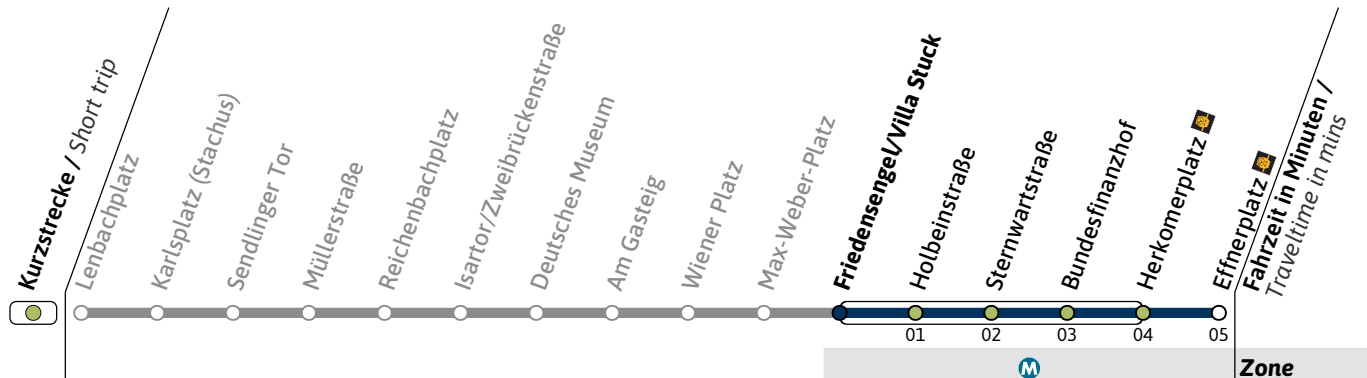 Kurzstrecke / Short trip
Lenbachplatz
Karlsplatz (Stachus)
Sendlinger Tor
Müllerstraße
Reichenbachplatz
Isartor/Zweibrückenstraße
Deutsches Museum
Am Gasteig
Wiener Platz
Max-Weber-Platz
Friedensengel/Villa Stuck
Holbeinstraße
Sternwartstraße
Bundesfinanzhof
Herkomerplatz
Effnerplatz
Fahrzeit in Minuten /
Traveltime in mins
01 02 03 04 05
M Zone